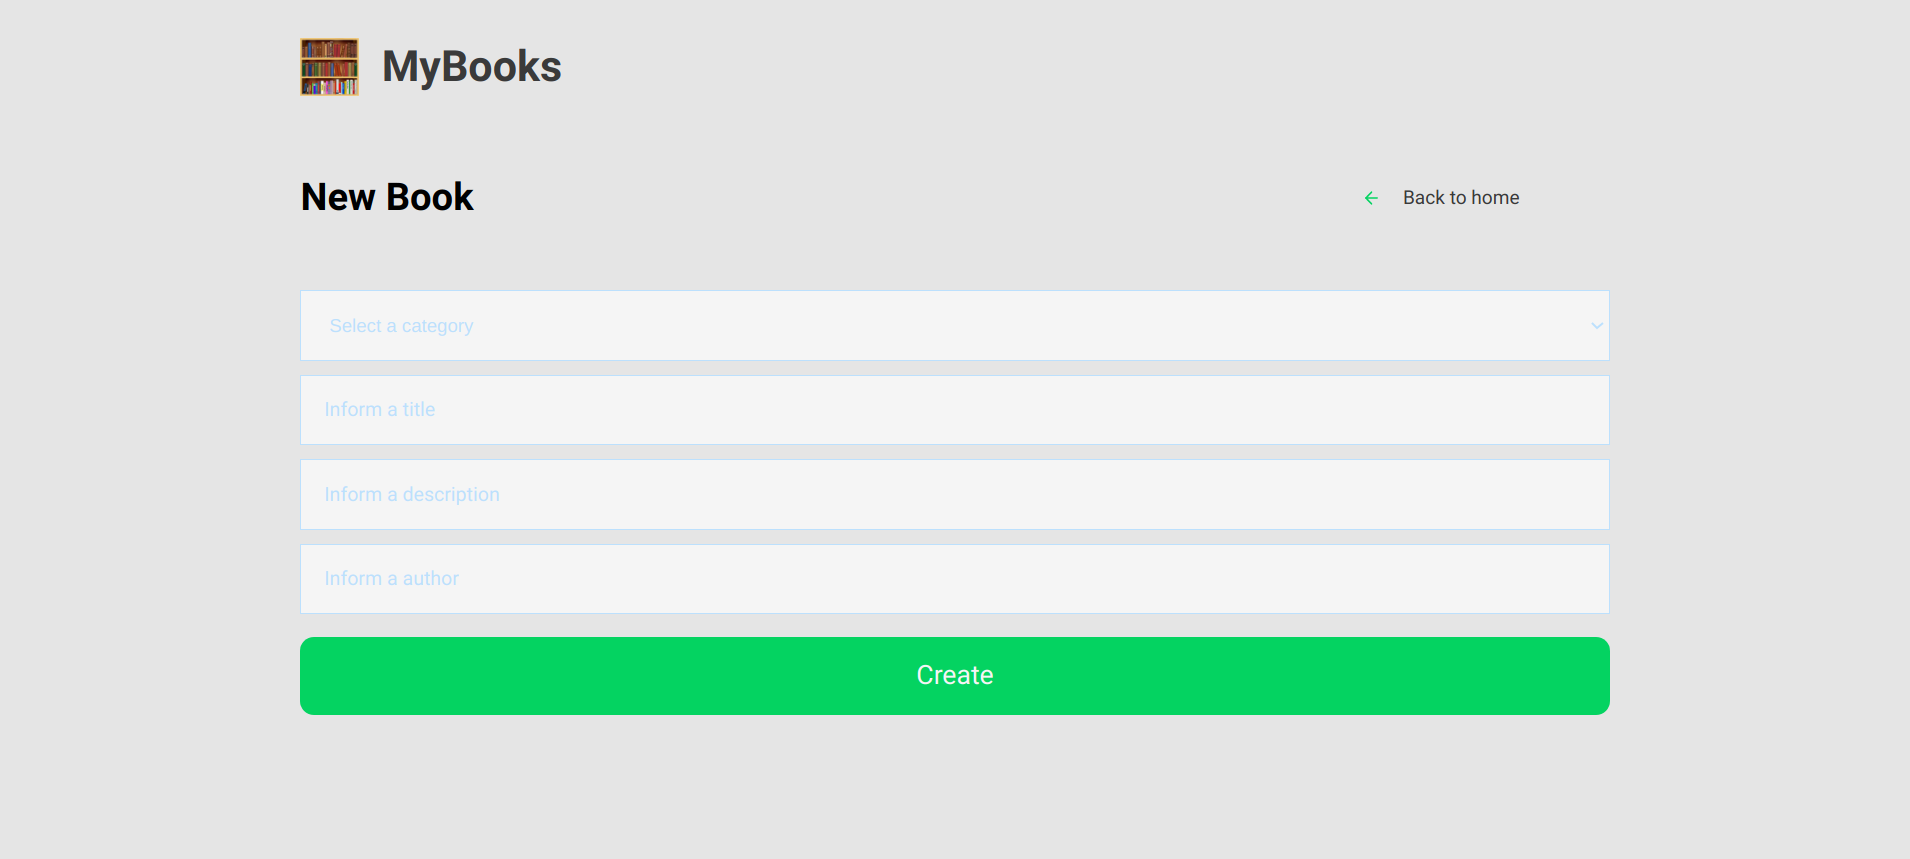 MyBooks
New Book
Back to home
Select a category
Inform a title
Inform a description
Inform a author
Create